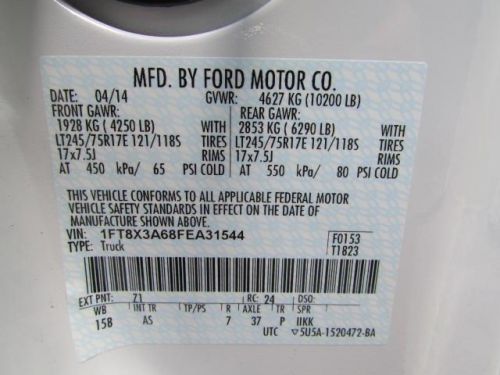 MFD. BY FORD MOTOR CO.
DATE: 04/14 GVWR: 4627 KG (10200 LB)
FRONT GAWR: REAR GAWR:
1928 KG ( 4250 LB) WITH 2853 KG ( 6290 LB) WITH
LT245/75R17E 121/118S TIRES LT245/75R17E 121/118S TIRES
17x7.5J RIMS 17x7.5J RIMS
AT 450 kPa/ 65 PSI COLD AT 550 kPa/ 80 PSI COLD
THIS VEHICLE CONFORMS TO ALL APPLICABLE FEDERAL MOTOR
VEHICLE SAFETY STANDARDS IN EFFECT ON THE DATE OF
MANUFACTURE SHOWN ABOVE.
VIN: 1FT8X3A68FEA31544 F0153
TYPE: Truck T1B23
EXT PNT: Z1 RC: 24 DSO:
WB INT TR TP/PS R AXLE TR SPR
158 AS 7 37 P IIKK
UTC ▽5U5A-1520472-BA